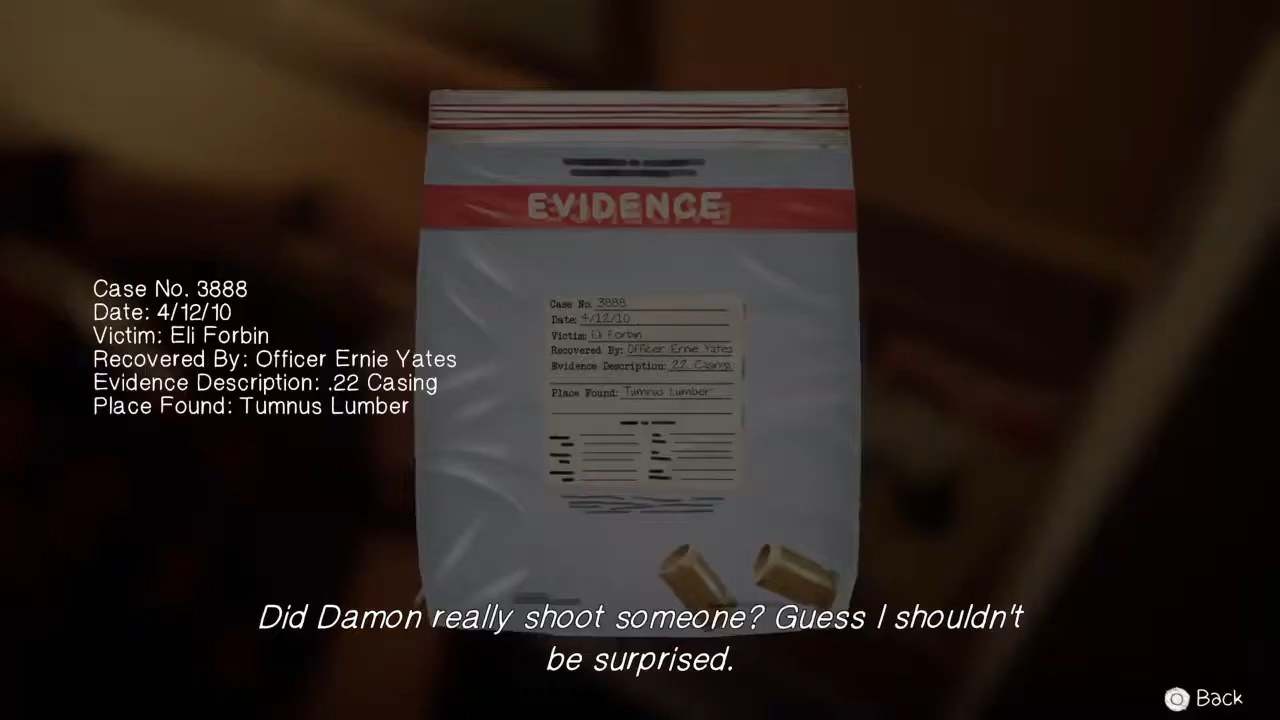 EVIDENCE
Case No. 3888
Date: 4/12/10
Victim: Eli Forbin
Recovered By: Officer Ernie Yates
Evidence Description: .22 Casing
Place Found: Tumnus Lumber
Case No. 3888
Date: 4/12/10
Victim: Eli Forbin
Recovered By: Officer Ernie Yates
Evidence Description: .22 Casing
Place Found: Tumnus Lumber
Did Damon really shoot someone? Guess I shouldn't
be surprised.
Back